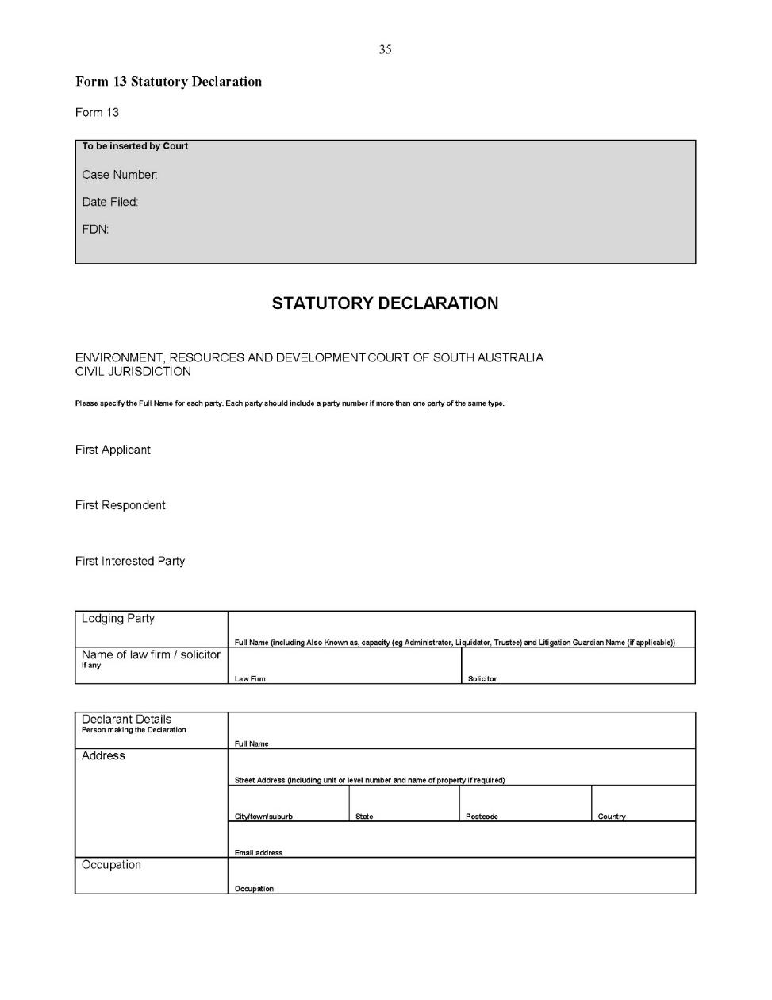 35
Form 13 Statutory Declaration
Form 13
To be inserted by Court
Case Number:
Date Filed:
FDN:
STATUTORY DECLARATION
ENVIRONMENT, RESOURCES AND DEVELOPMENT COURT OF SOUTH AUSTRALIA
CIVIL JURISDICTION
Please specify the Full Name for each party. Each party should include a party number if more than one party of the same type.
First Applicant
First Respondent
First Interested Party
Lodging Party
Full Name (including Also Known as, capacity (eg Administrator, Liquidator, Trustee) and Litigation Guardian Name (if applicable))
Name of law firm / solicitor
If any
Law Firm
Solicitor
Declarant Details
Person making the Declaration
Full Name
Address
Street Address (including unit or level number and name of property if required)
City/town/suburb
State
Postcode
Country
Email address
Occupation
Occupation